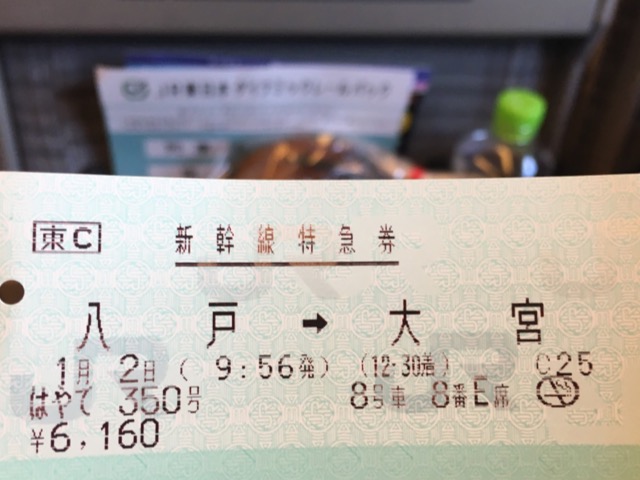 東C 新幹線特急券
八戸 → 大宮
1月 2日( 9:56発) (12:30着) C25
はやて 350号 8号車 8番E席
¥6,160